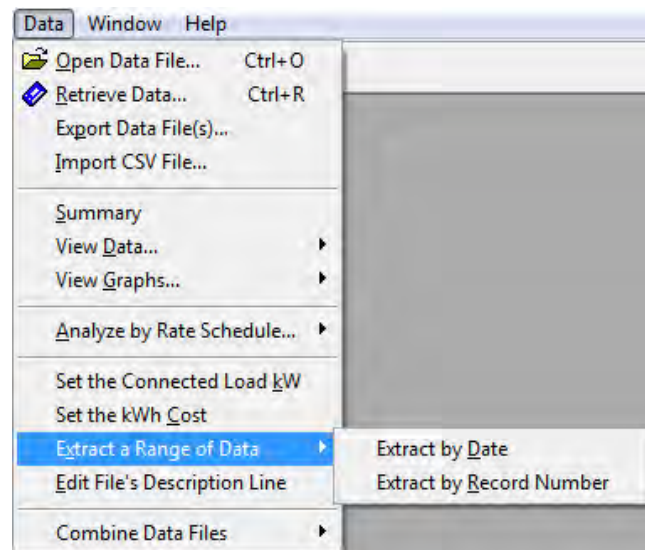 Data Window Help
Open Data File... Ctrl+O
Retrieve Data... Ctrl+R
Export Data File(s)...
Import CSV File...
Summary
View Data...
View Graphs...
Analyze by Rate Schedule...
Set the Connected Load kW
Set the kWh Cost
Extract a Range of Data
Extract by Date
Edit File's Description Line
Extract by Record Number
Combine Data Files